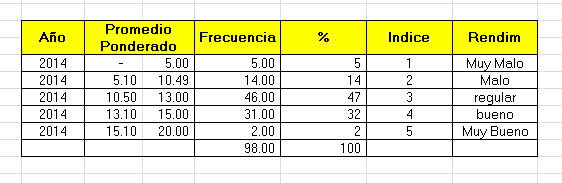 Año Promedio Ponderado Frecuencia % Indice Rendim
2014 - 5.00 5.00 5 1 Muy Malo
2014 5.10 10.49 14.00 14 2 Malo
2014 10.50 13.00 46.00 47 3 regular
2014 13.10 15.00 31.00 32 4 bueno
2014 15.10 20.00 2.00 2 5 Muy Bueno
98.00 100